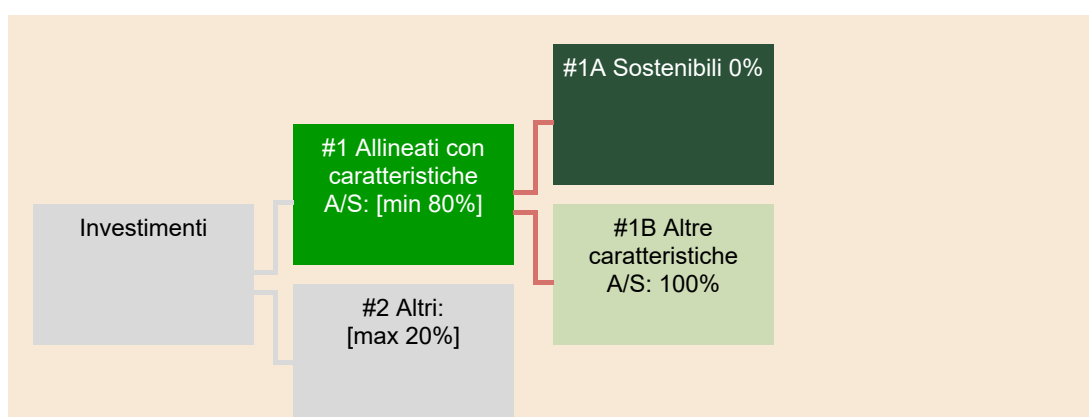 #1A Sostenibili 0%
#1 Allineati con
caratteristiche
A/S: [min 80%]
Investimenti
#1B Altre
caratteristiche
A/S: 100%
#2 Altri:
[max 20%]